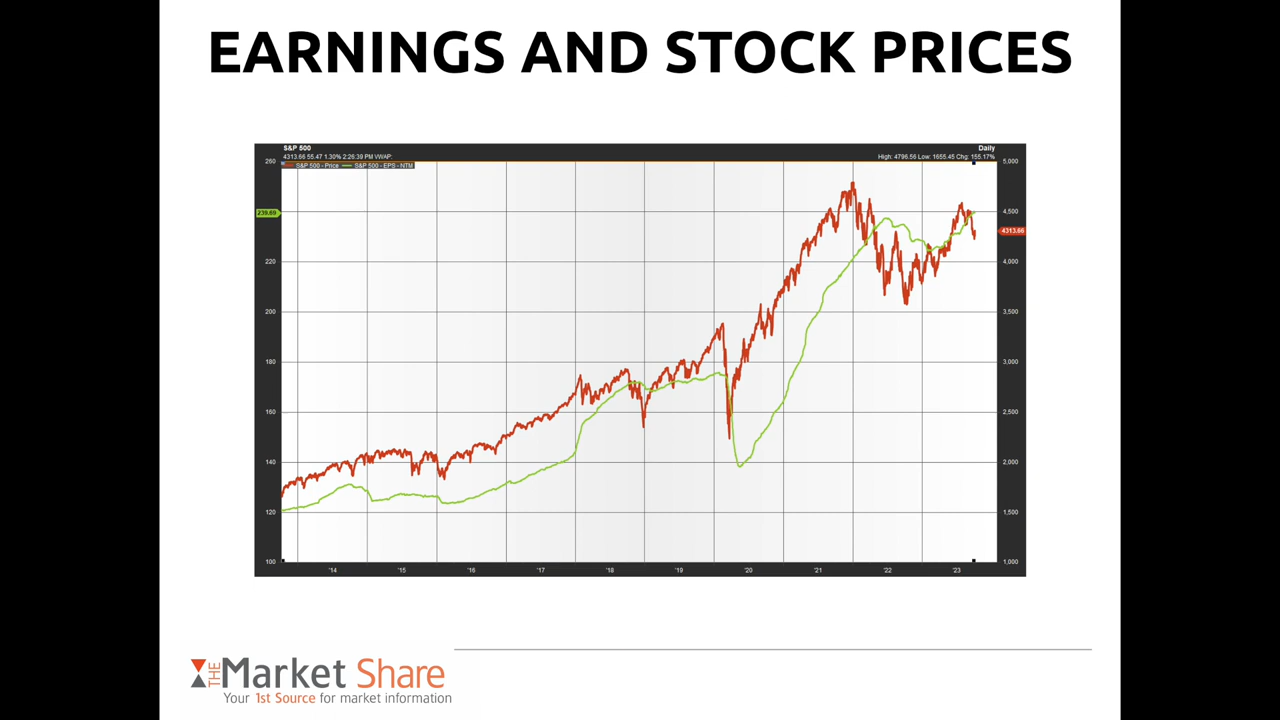 EARNINGS AND STOCK PRICES
S&P 500
4313.66 55.47 1.30% 2:26:39 PM VWAP:
Daily
High: 4796.56 Low: 1655.45 Chg: 155.17%
S&P 500 - Price S&P 500 - EPS - NTM
260
239.89
220
200
180
160
140
120
100
5,000
4,500
4313.66
4,000
3,500
3,000
2,500
2,000
1,500
1,000
'14 '15 '16 '17 '18 '19 '20 '21 '22 '23
THE Market Share
Your 1st Source for market information